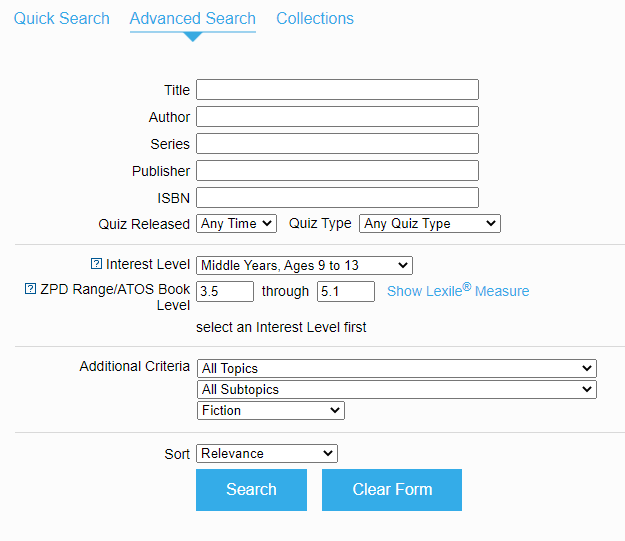 Quick Search Advanced Search Collections
Title
Author
Series
Publisher
ISBN
Quiz Released Any Time Quiz Type Any Quiz Type
? Interest Level Middle Years, Ages 9 to 13
? ZPD Range/ATOS Book Level 3.5 through 5.1 Show Lexile® Measure
select an Interest Level first
Additional Criteria All Topics
All Subtopics
Fiction
Sort Relevance
Search Clear Form